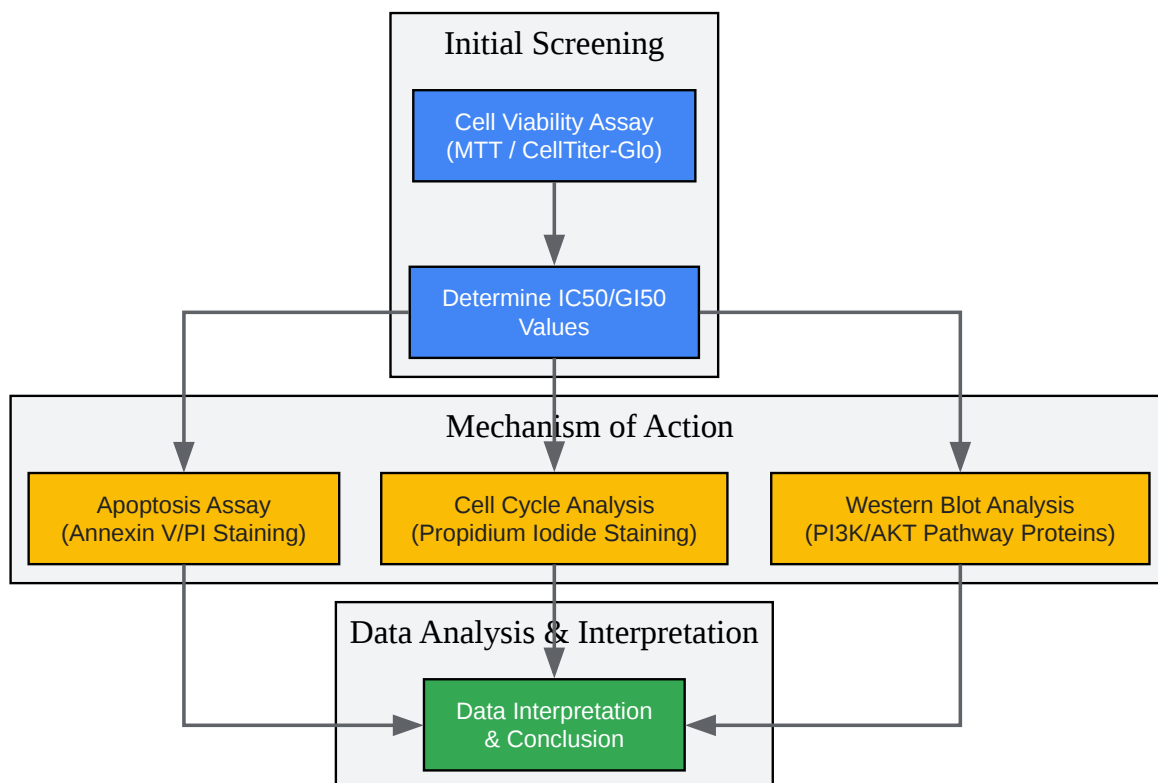 Initial Screening
Cell Viability Assay
(MTT / CellTiter-Glo)
Determine IC50/GI50
Values
Mechanism of Action
Apoptosis Assay
(Annexin V/PI Staining)
Cell Cycle Analysis
(Propidium Iodide Staining)
Western Blot Analysis
(PI3K/AKT Pathway Proteins)
Data Analysis & Interpretation
Data Interpretation
& Conclusion